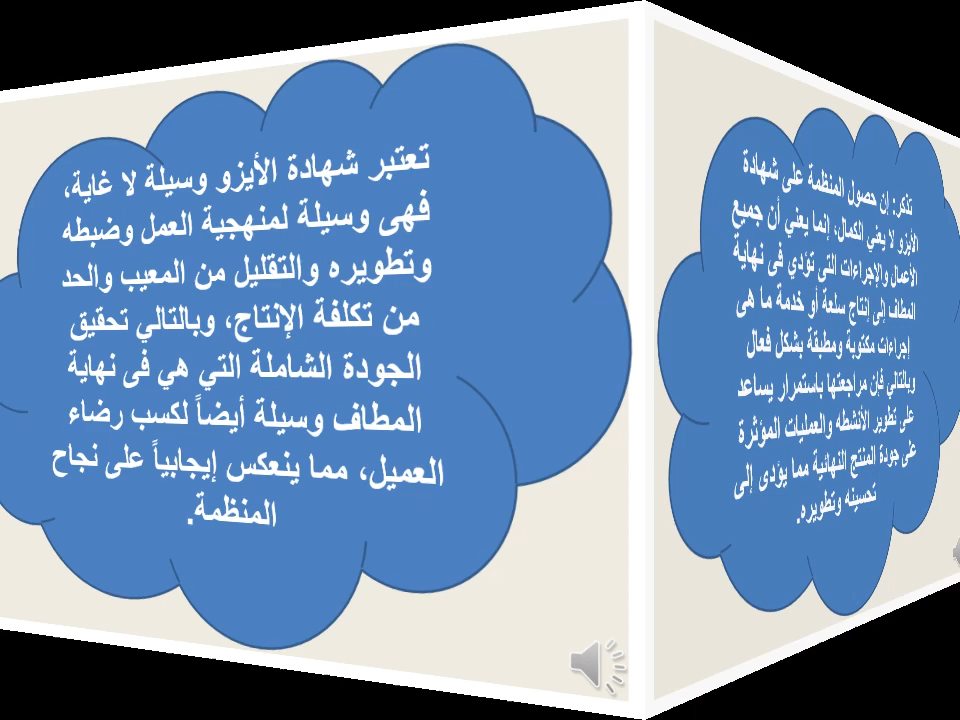 تعتبر شهادة الأيزو وسيلة لا غاية،
فهى وسيلة لمنهجية العمل وضبطه
وتطويره والتقليل من المعيب والحد
من تكلفة الإنتاج، وبالتالي تحقيق
الجودة الشاملة التي هي فى نهاية
المطاف وسيلة أيضاً لكسب رضاء
العميل، مما ينعكس إيجابياً على نجاح
المنظمة.
تذكر: إن حصول المنظمة على شهادة
الأيزو لا يعني الكمال، إنما يعني أن جميع
الأعمال والإجراءات التى تؤدي فى نهاية
المطاف إلى إنتاج سلعة أو خدمة ما هى
إجراءات مكتوبة ومطبقة بشكل فعال
وبالتالي فإن مراجعتها باستمرار يساعد
على تطوير الأنشطه والعمليات المؤثرة
على جودة المنتج النهائية مما يؤدى إلى
تحسينه وتطويره.